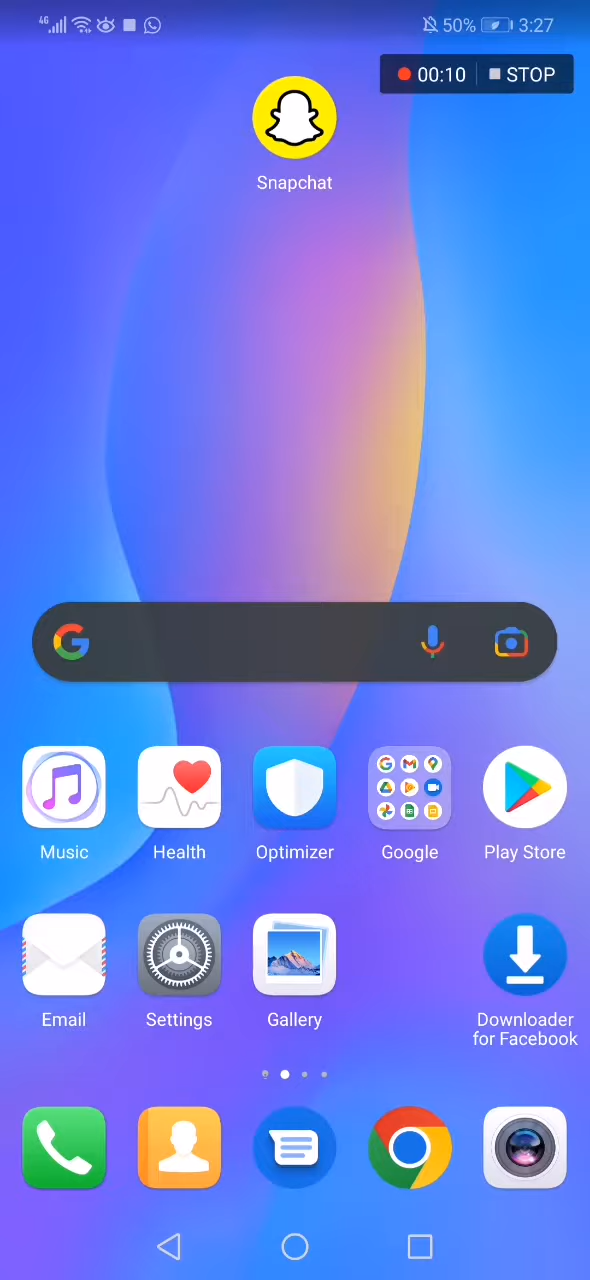 4G 50% 3:27
00:10 STOP
Snapchat
Music Health Optimizer Google Play Store
Email Settings Gallery Downloader
for Facebook